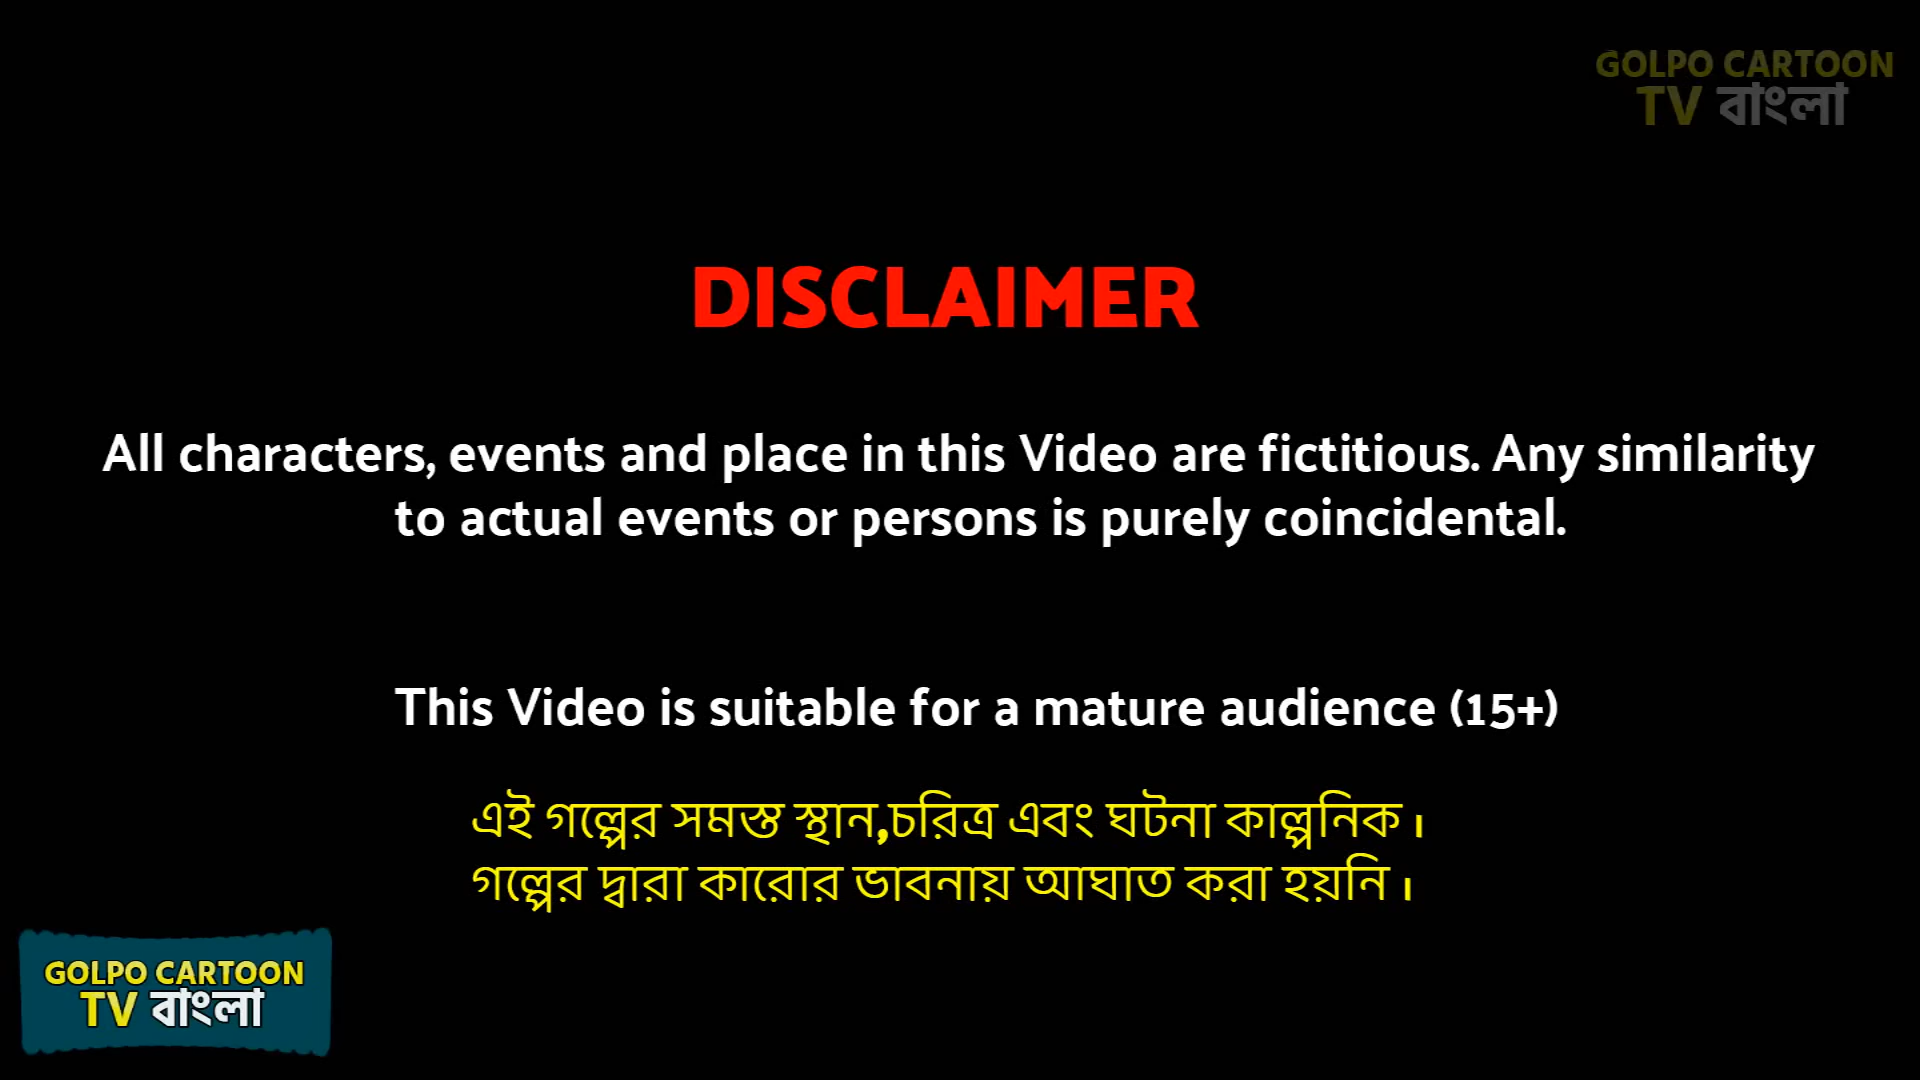 GOLPO CARTOON
TV বাংলা
DISCLAIMER
All characters, events and place in this Video are fictitious. Any similarity
to actual events or persons is purely coincidental.
This Video is suitable for a mature audience (15+)
এই গল্পের সমস্ত স্থান,চরিত্র এবং ঘটনা কাল্পনিক।
গল্পের দ্বারা কারোর ভাবনায় আঘাত করা হয়নি।
GOLPO CARTOON
TV বাংলা